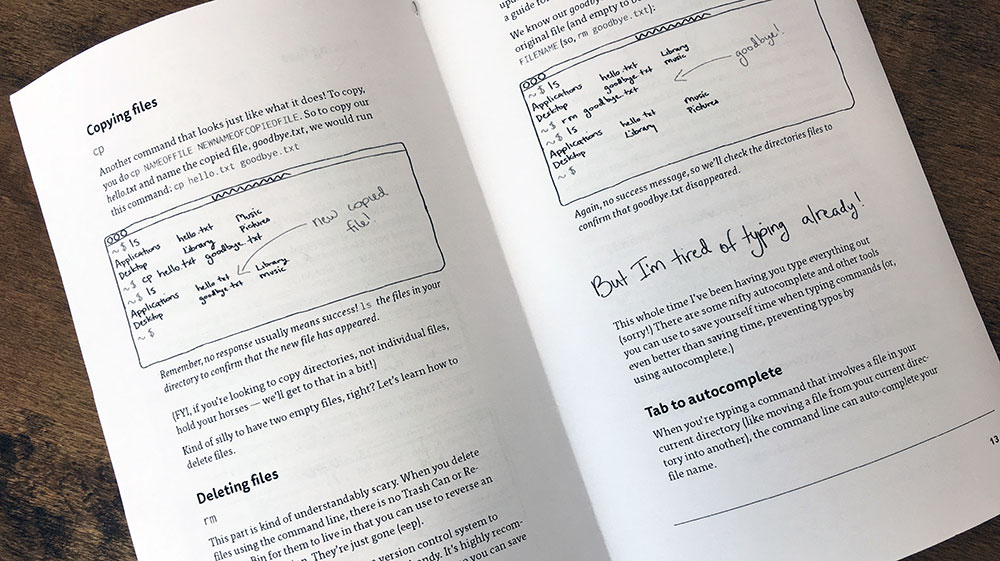 Copying files
cp
Another command that looks just like what it does! To copy,
you do cp NAMEOFFILE NEWNAMEOFCOPIEDFILE. So to copy our
hello.txt and name the copied file, goodbye.txt, we would run
this command: cp hello.txt goodbye.txt
~ $ ls
Applications hello.txt Music
Desktop Library Pictures
~ $ cp hello.txt goodbye.txt
~ $ ls
Applications hello.txt Library
Desktop goodbye.txt music
~ $
new copied
file!
Remember, no response usually means success! ls the files in your
directory to confirm that the new file has appeared.
(FYI, if you're looking to copy directories, not individual files,
hold your horses — we'll get to that in a bit!)
Kind of silly to have two empty files, right? Let's learn how to
delete files.
Deleting files
rm
This part is kind of understandably scary. When you delete
files using the command line, there is no Trash Can or Re-
Bin for them to live in that you can use to reverse an
They're just gone (eep).
version control system to
It's highly recom-
you can save
a guide for
We know our goodbye
original file (and empty to
FILENAME (so, rm goodbye.txt):
~ $ ls
Applications hello.txt Library
Desktop goodbye.txt music
~ $ rm goodbye.txt
~ $ ls
Applications hello.txt Music
Desktop Library Pictures
~ $
goodbye!
Again, no success message, so we'll check the directories files to
confirm that goodbye.txt disappeared.
But I'm tired of typing already!
This whole time I've been having you type everything out
(sorry!) There are some nifty autocomplete and other tools
you can use to save yourself time when typing commands (or,
even better than saving time, preventing typos by
using autocomplete.)
Tab to autocomplete
When you're typing a command that involves a file in your
current directory (like moving a file from your current direc-
tory into another), the command line can auto-complete your
file name.
13